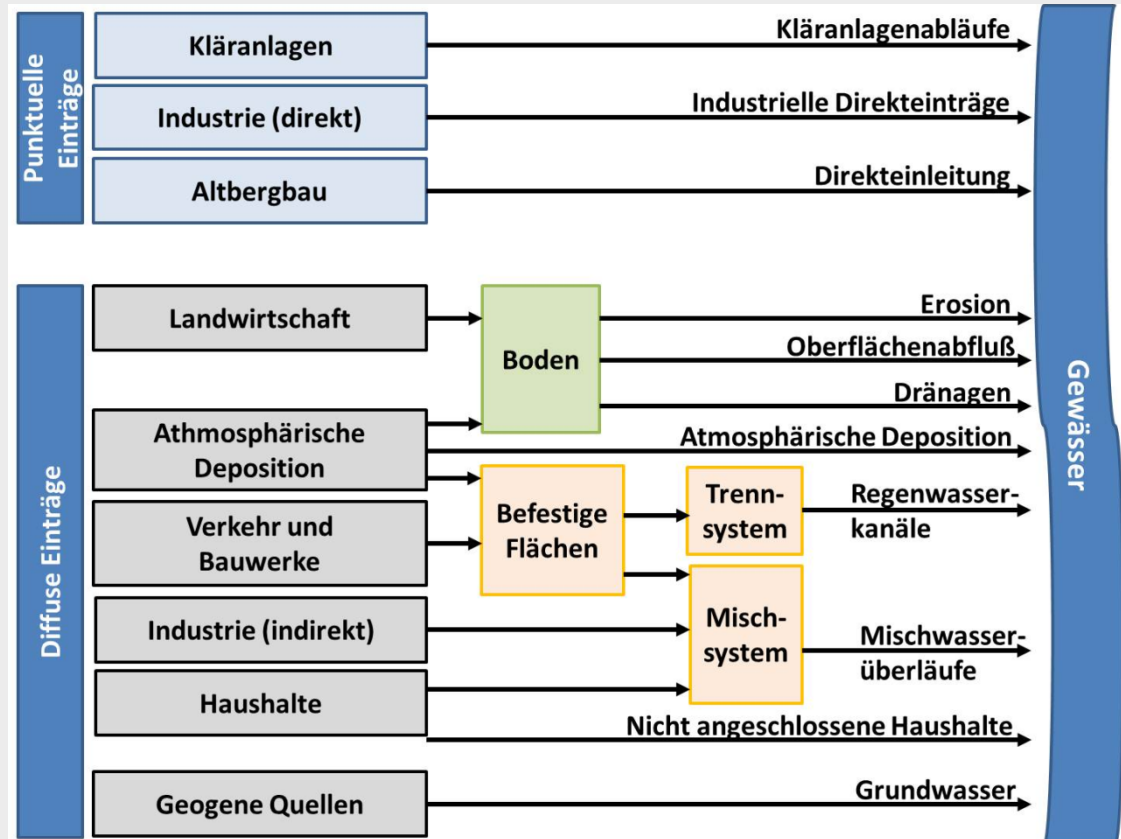 Punktuelle
Einträge
Kläranlagen
Kläranlagenabläufe
Industrie (direkt)
Industrielle Direkteinträge
Altbergbau
Direkteinleitung
Diffuse Einträge
Landwirtschaft
Boden
Erosion
Oberflächenabfluß
Dränagen
Athmosphärische
Deposition
Atmosphärische Deposition
Verkehr und
Bauwerke
Befestige
Flächen
Trenn-
system
Regenwasser-
kanäle
Industrie (indirekt)
Misch-
system
Mischwasser-
überläufe
Haushalte
Nicht angeschlossene Haushalte
Geogene Quellen
Grundwasser
Gewässer